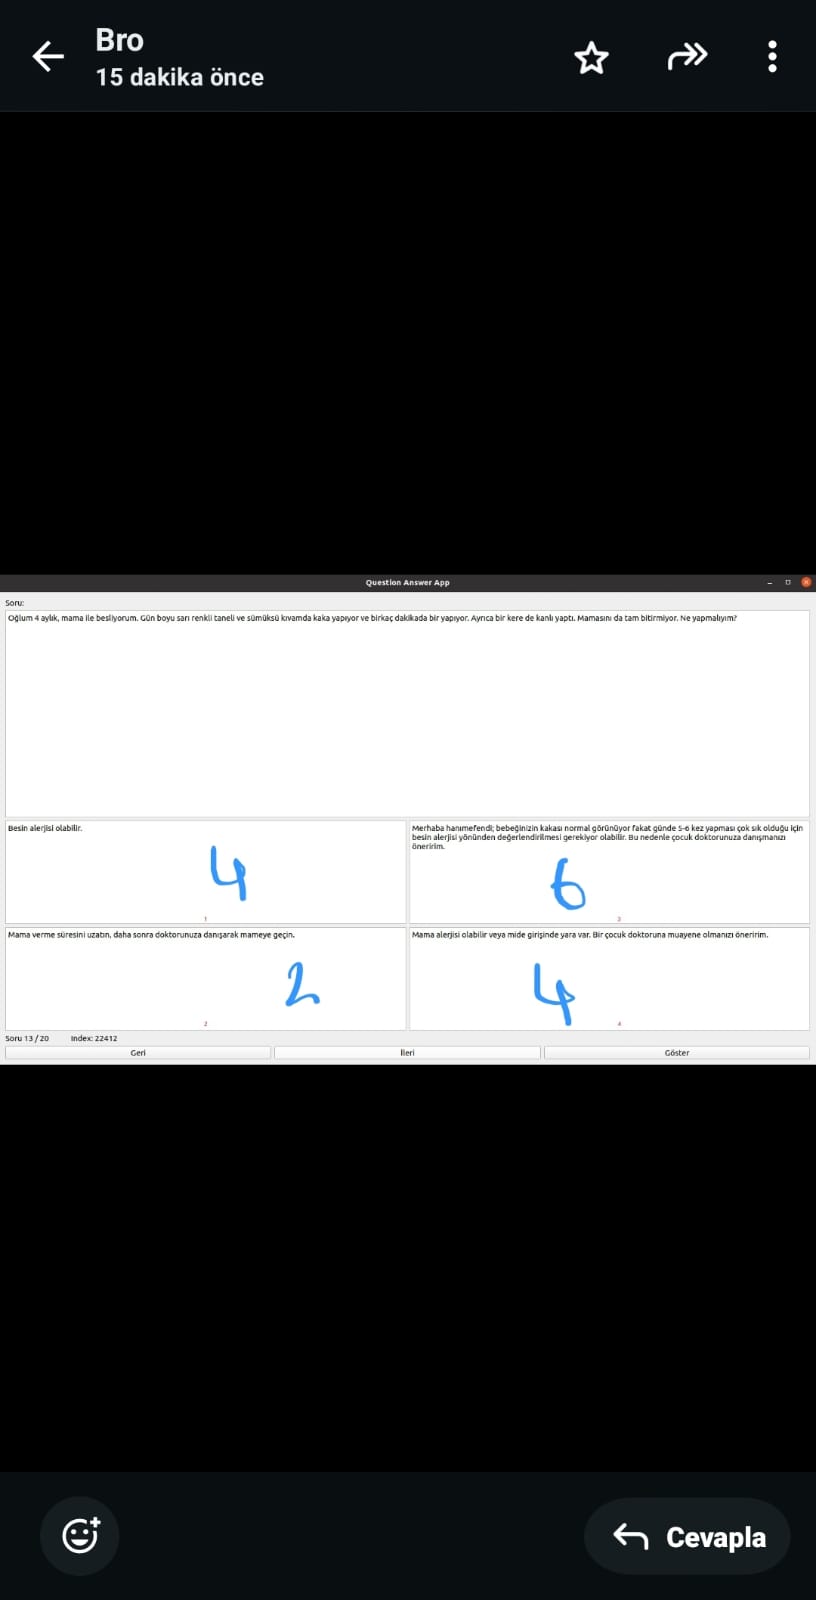 Bro
15 dakika önce
Question Answer App
Soru:
Oğlum 4 aylık, mama ile besliyorum. Gün boyu sarı renkli taneli ve sümüksü kıvamda kaka yapıyor ve birkaç dakikada bir yapıyor. Ayrıca bir kere de kanlı yaptı. Mamasını da tam bitirmiyor. Ne yapmalıyım?
Besin alerjisi olabilir.
4
1
Merhaba hanımefendi; bebeğinizin kakası normal görünüyor fakat günde 5-6 kez yapması çok sık olduğu için
besin alerjisi yönünden değerlendirilmesi gerekiyor olabilir. Bu nedenle çocuk doktorunuza danışmanızı
öneririm.
6
3
Mama verme süresini uzatın, daha sonra doktorunuza danışarak mameye geçin.
2
2
Mama alerjisi olabilir veya mide girişinde yara var. Bir çocuk doktoruna muayene olmanızı öneririm.
4
4
Soru 13 / 20 Index: 22412
Geri İleri Göster
Cevapla